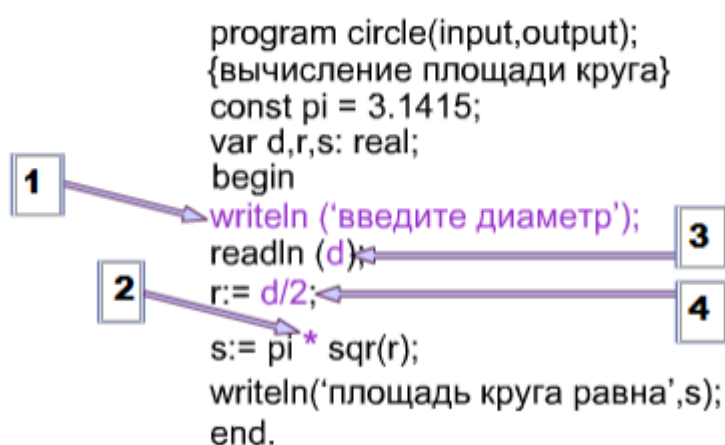 program circle(input,output);
{вычисление площади круга}
const pi = 3.1415;
var d,r,s: real;
begin
1
writeln (‘введите диаметр’);
readln (d);
3
2
r:= d/2;
4
s:= pi * sqr(r);
writeln(‘площадь круга равна’,s);
end.